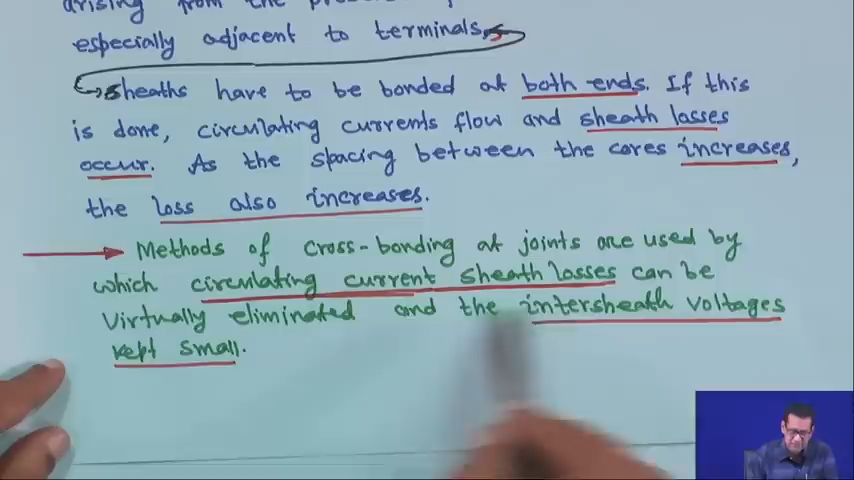 arising from the
especially adjacent to terminals.
sheaths have to be bonded at both ends. If this
is done, circulating currents flow and sheath losses
occur. As the spacing between the cores increases,
the loss also increases.
Methods of cross-bonding at joints are used by
which circulating current sheath losses can be
virtually eliminated and the intersheath voltages
kept small.